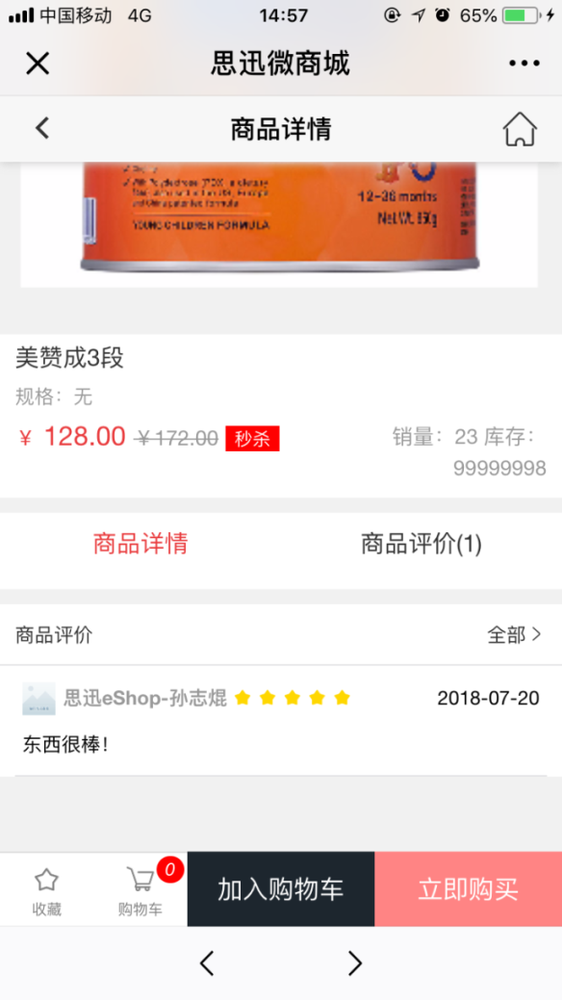 中国移动 4G 14:57 65%
思迅微商城
商品详情
12-36 months
YOUNG CHILDREN FORMULA
美赞成3段
规格：无
¥ 128.00 ¥172.00 秒杀 销量：23 库存：
99999998
商品详情 商品评价(1)
商品评价 全部
思迅eShop-孙志焜 2018-07-20
东西很棒！
0
收藏 购物车 加入购物车 立即购买